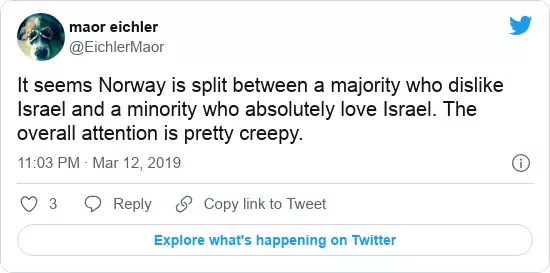 maor eichler
@EichlerMaor
It seems Norway is split between a majority who dislike
Israel and a minority who absolutely love Israel. The
overall attention is pretty creepy.
11:03 PM · Mar 12, 2019
3 Reply Copy link to Tweet
Explore what's happening on Twitter